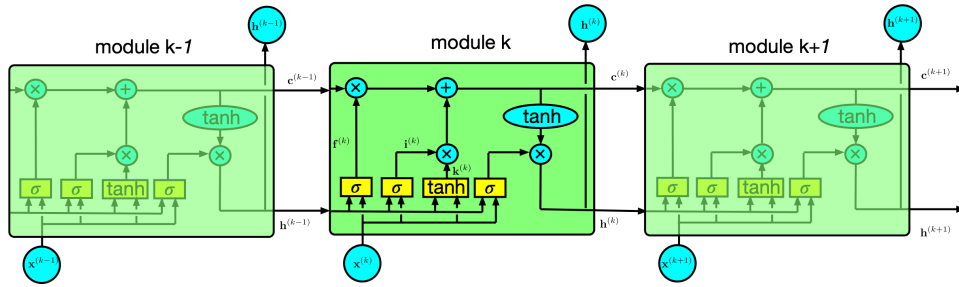 h^(k-1) h^(k) h^(k+1)
module k-1 module k module k+1
c^(k-1) c^(k) c^(k+1)
× + × + × +
tanh tanh tanh
f^(k) i^(k)
× × × × × ×
k^(k)
σ σ tanh σ σ σ tanh σ σ σ tanh σ
h^(k-1) h^(k) h^(k+1)
x^(k-1) x^(k) x^(k+1)